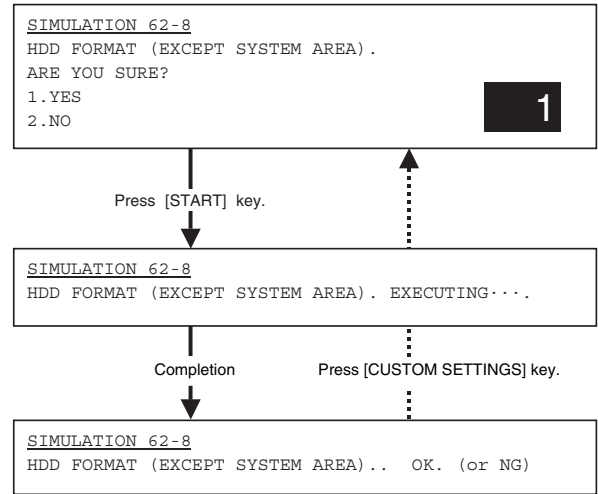 SIMULATION 62-8
HDD FORMAT (EXCEPT SYSTEM AREA).
ARE YOU SURE?
1.YES
2.NO
1
Press [START] key.
SIMULATION 62-8
HDD FORMAT (EXCEPT SYSTEM AREA). EXECUTING···.
Completion
Press [CUSTOM SETTINGS] key.
SIMULATION 62-8
HDD FORMAT (EXCEPT SYSTEM AREA).. OK. (or NG)